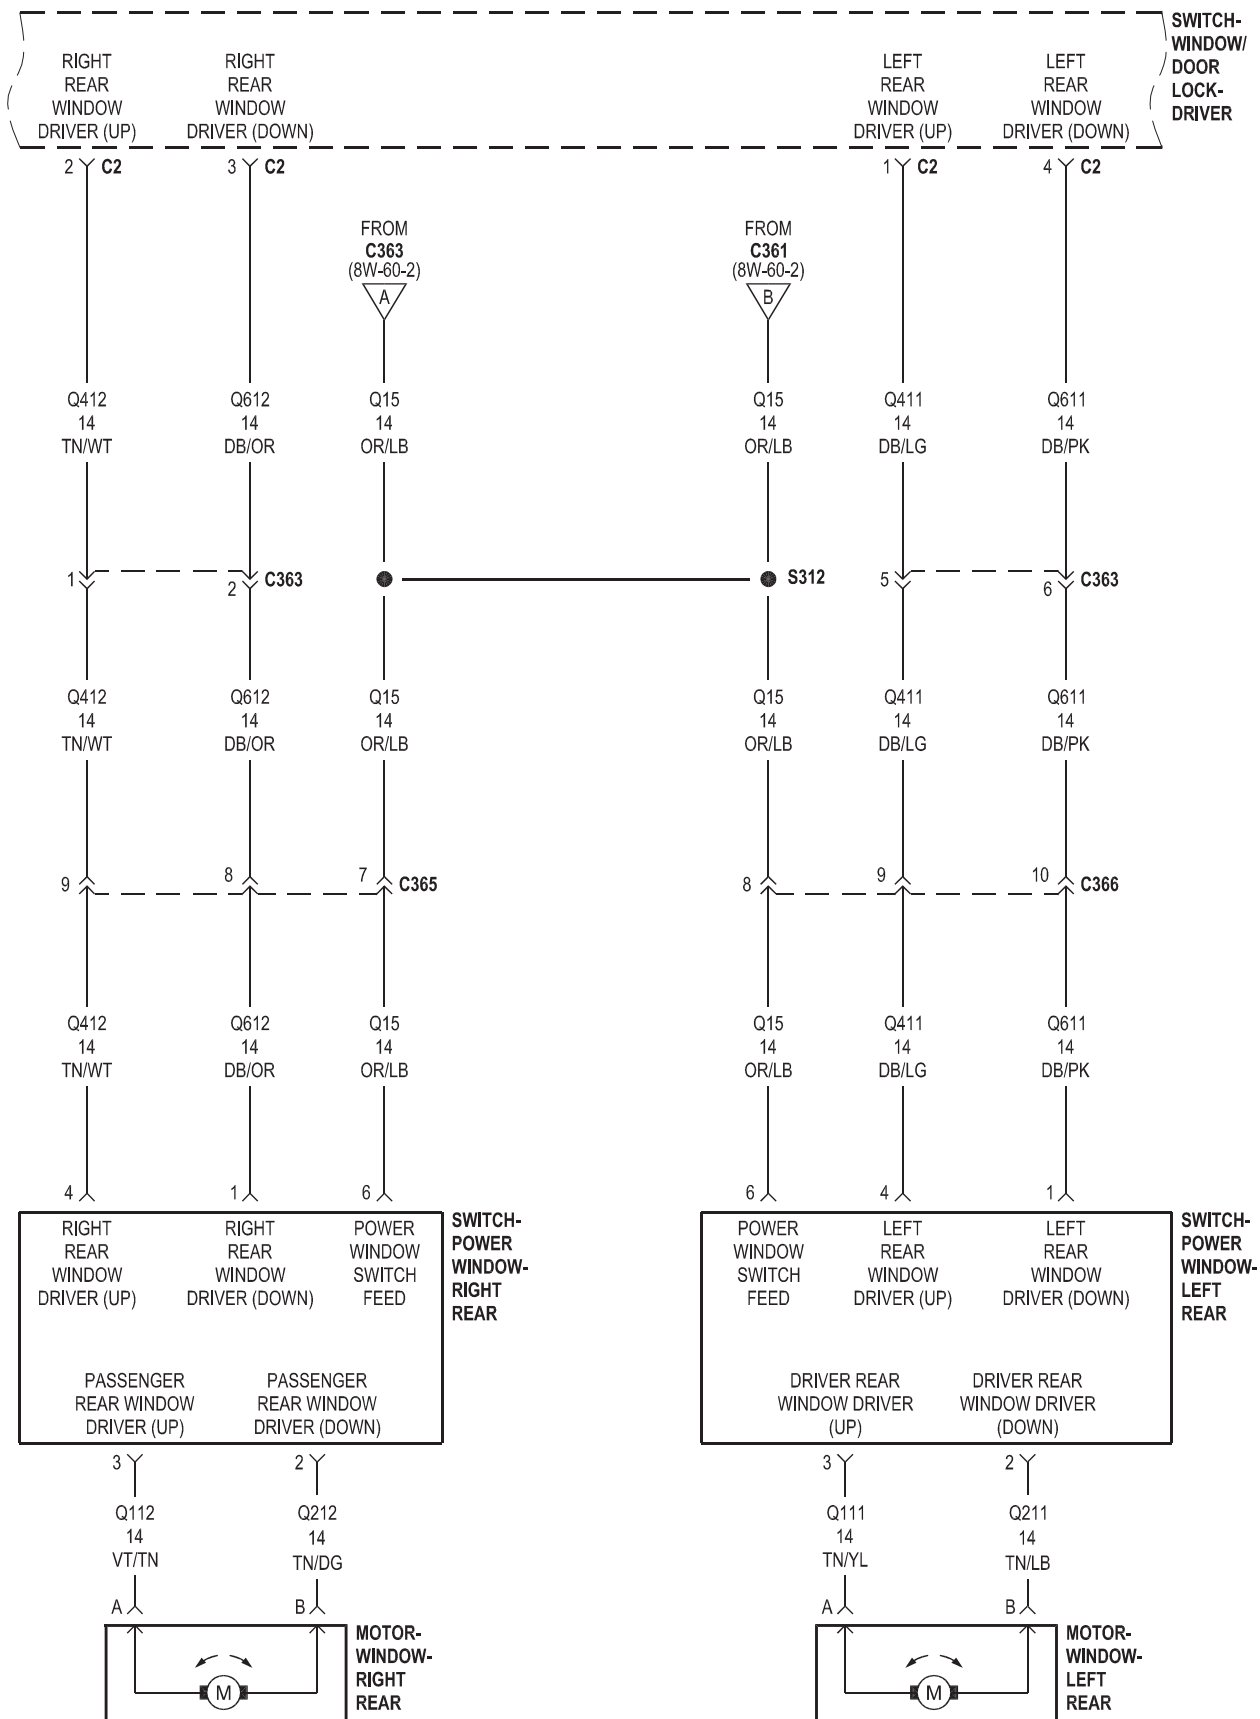 SWITCH-
WINDOW/
DOOR
LOCK-
DRIVER
RIGHT
REAR
WINDOW
DRIVER (UP)
RIGHT
REAR
WINDOW
DRIVER (DOWN)
LEFT
REAR
WINDOW
DRIVER (UP)
LEFT
REAR
WINDOW
DRIVER (DOWN)
2 C2
3 C2
1 C2
4 C2
FROM
C363
(8W-60-2)
A
FROM
C361
(8W-60-2)
B
Q412
14
TN/WT
Q612
14
DB/OR
Q15
14
OR/LB
Q15
14
OR/LB
Q411
14
DB/LG
Q611
14
DB/PK
1
2 C363
S312
5
6 C363
Q412
14
TN/WT
Q612
14
DB/OR
Q15
14
OR/LB
Q15
14
OR/LB
Q411
14
DB/LG
Q611
14
DB/PK
9
8
7 C365
8
9
10 C366
Q412
14
TN/WT
Q612
14
DB/OR
Q15
14
OR/LB
Q15
14
OR/LB
Q411
14
DB/LG
Q611
14
DB/PK
4
1
6
6
4
1
RIGHT
REAR
WINDOW
DRIVER (UP)
RIGHT
REAR
WINDOW
DRIVER (DOWN)
POWER
WINDOW
SWITCH
FEED
SWITCH-
POWER
WINDOW-
RIGHT
REAR
POWER
WINDOW
SWITCH
FEED
LEFT
REAR
WINDOW
DRIVER (UP)
LEFT
REAR
WINDOW
DRIVER (DOWN)
SWITCH-
POWER
WINDOW-
LEFT
REAR
PASSENGER
REAR WINDOW
DRIVER (UP)
PASSENGER
REAR WINDOW
DRIVER (DOWN)
DRIVER REAR
WINDOW DRIVER
(UP)
DRIVER REAR
WINDOW DRIVER
(DOWN)
3
2
3
2
Q112
14
VT/TN
Q212
14
TN/DG
Q111
14
TN/YL
Q211
14
TN/LB
A
B
A
B
M
MOTOR-
WINDOW-
RIGHT
REAR
M
MOTOR-
WINDOW-
LEFT
REAR